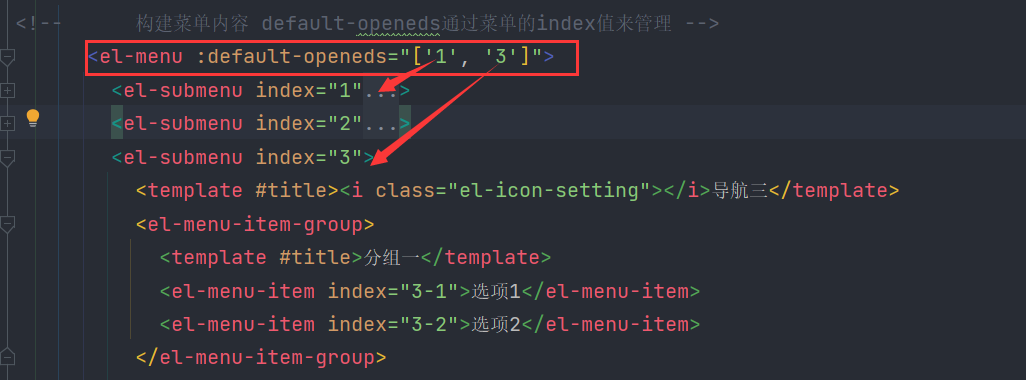 <!--      构建菜单内容 default-openeds通过菜单的index值来管理 -->
<el-menu :default-openeds="['1', '3']">
<el-submenu index="1"...>
<el-submenu index="2"...>
<el-submenu index="3">
<template #title><i class="el-icon-setting"></i>导航三</template>
<el-menu-item-group>
<template #title>分组一</template>
<el-menu-item index="3-1">选项1</el-menu-item>
<el-menu-item index="3-2">选项2</el-menu-item>
</el-menu-item-group>